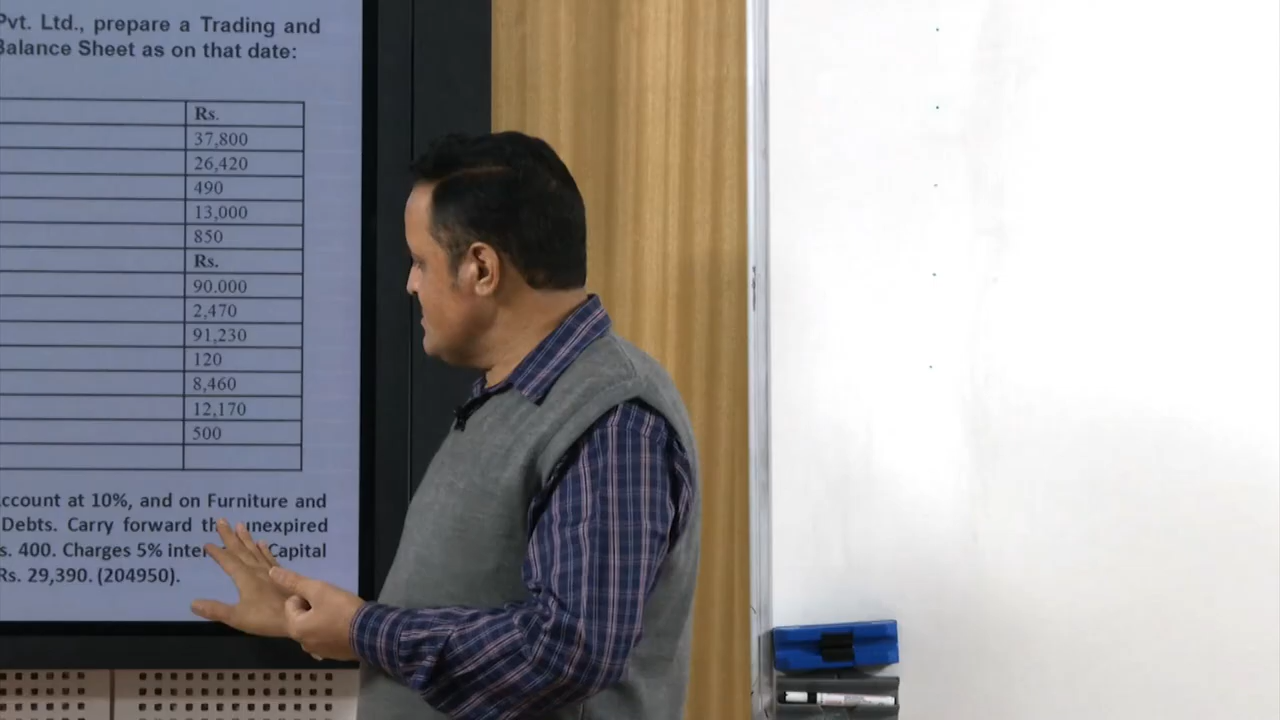 Pvt. Ltd., prepare a Trading and
Balance Sheet as on that date:
Rs.
37,800
26,420
490
13,000
850
Rs.
90.000
2,470
91,230
120
8,460
12,170
500
Account at 10%, and on Furniture and
Debts. Carry forward the unexpired
s. 400. Charges 5% Capital
Rs. 29,390. (204950).